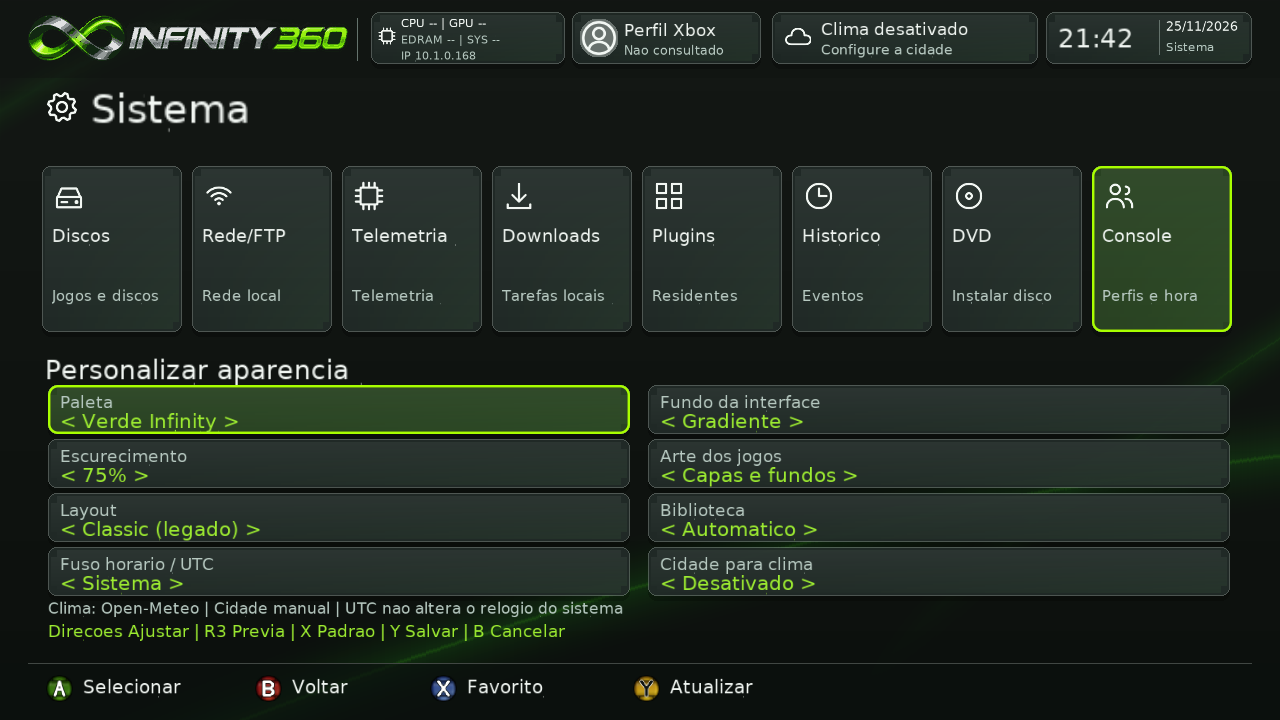 INFINITY 360
CPU -- | GPU --
EDRAM -- | SYS --
IP 10.1.0.168
Perfil Xbox
Nao consultado
Clima desativado
Configure a cidade
21:42
25/11/2026
Sistema
Sistema
Discos
Jogos e discos
Rede/FTP
Rede local
Telemetria
Telemetria
Downloads
Tarefas locais
Plugins
Residentes
Historico
Eventos
DVD
Instalar disco
Console
Perfis e hora
Personalizar aparencia
Paleta
< Verde Infinity >
Fundo da interface
< Gradiente >
Escurecimento
< 75% >
Arte dos jogos
< Capas e fundos >
Layout
< Classic (legado) >
Biblioteca
< Automatico >
Fuso horario / UTC
< Sistema >
Cidade para clima
< Desativado >
Clima: Open-Meteo | Cidade manual | UTC nao altera o relogio do sistema
Direcoes Ajustar | R3 Previa | X Padrao | Y Salvar | B Cancelar
A Selecionar
B Voltar
X Favorito
Y Atualizar